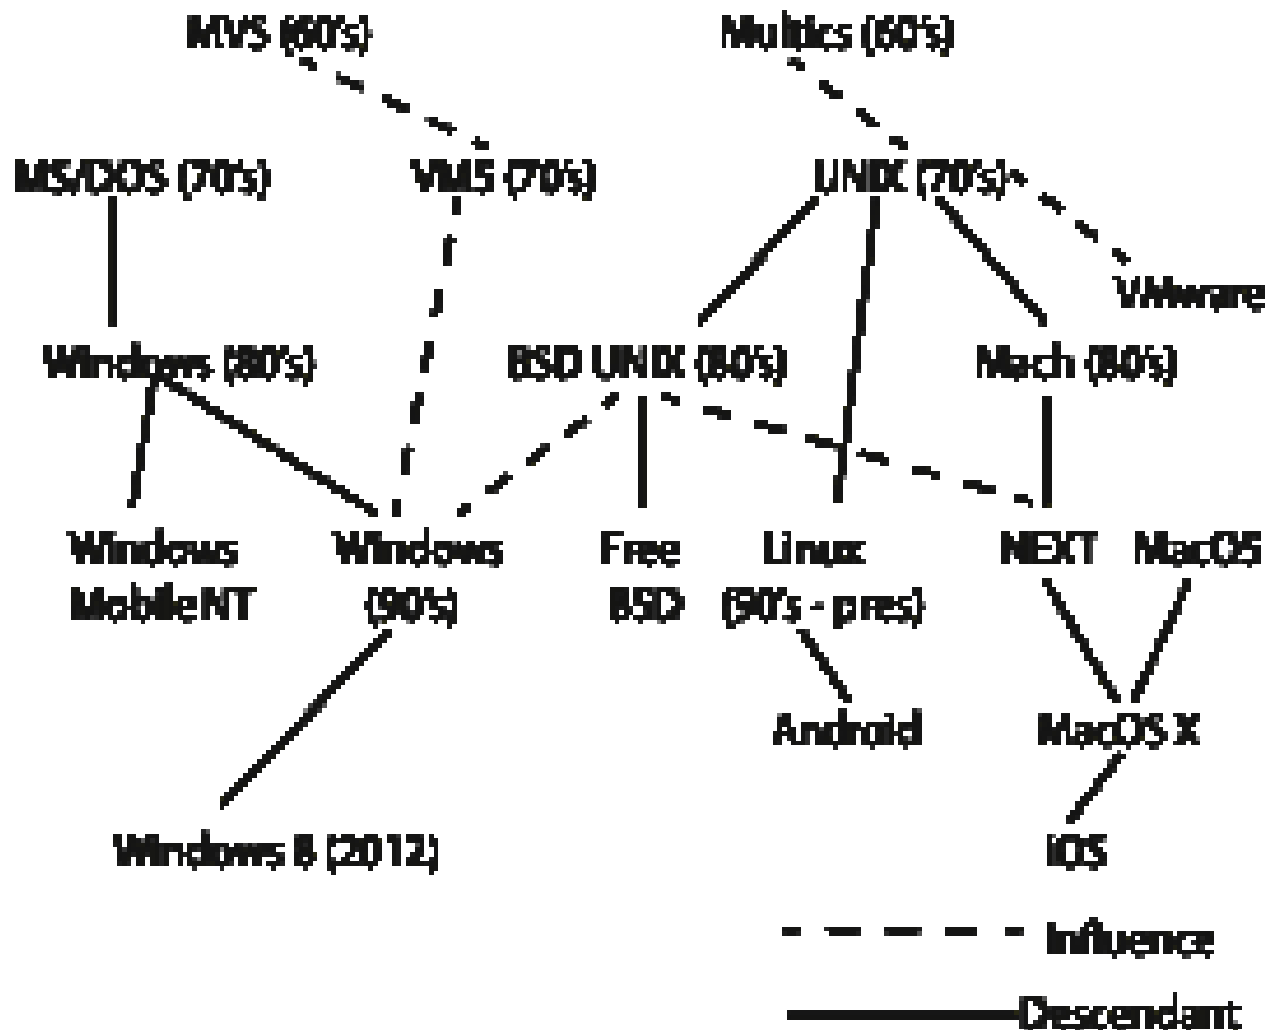 MVS (60's)
Multics (60's)
MS/DOS (70's)
VMS (70's)
UNIX (70's)
VMware
Windows (80's)
BSD UNIX (80's)
Mach (80's)
Windows
MobileNT
Windows
(90's)
Free
BSD
Linux
(90's - pres)
NEXT
MacOS
Android
MacOS X
Windows 8 (2012)
iOS
Influence
Descendant